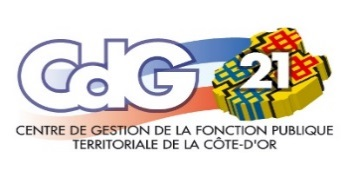 CdG 21
CENTRE DE GESTION DE LA FONCTION PUBLIQUE
TERRITORIALE DE LA CÔTE-D'OR